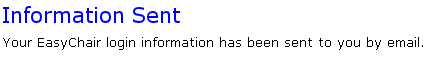 Information Sent
Your EasyChair login information has been sent to you by email.